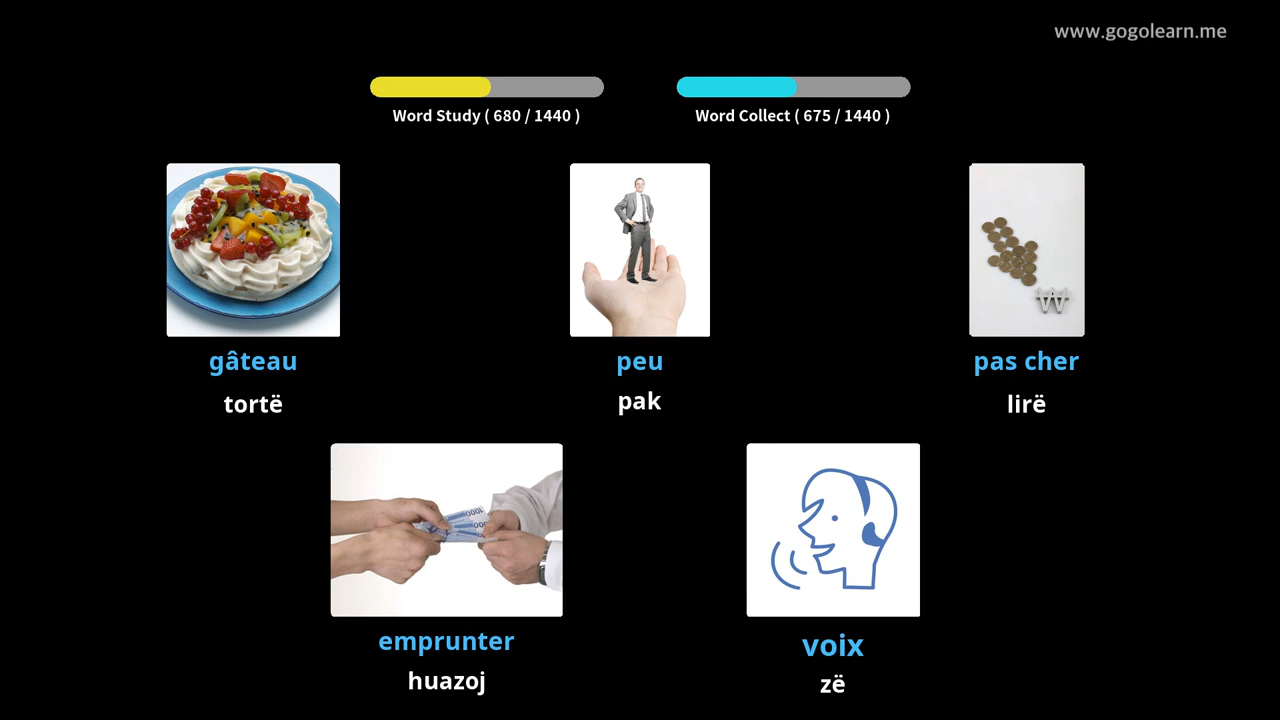 www.gogolearn.me
Word Study ( 680 / 1440 )
Word Collect ( 675 / 1440 )
gâteau
tortë
peu
pak
pas cher
lirë
emprunter
huazoj
voix
zë